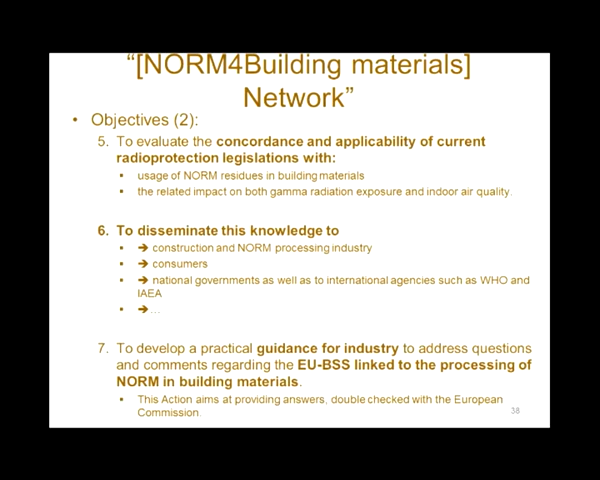 “[NORM4Building materials]
Network”
• Objectives (2):
5. To evaluate the concordance and applicability of current
radioprotection legislations with:
▪ usage of NORM residues in building materials
▪ the related impact on both gamma radiation exposure and indoor air quality.
6. To disseminate this knowledge to
▪ ➔ construction and NORM processing industry
▪ ➔ consumers
▪ ➔ national governments as well as to international agencies such as WHO and
IAEA
▪ ➔ …
7. To develop a practical guidance for industry to address questions
and comments regarding the EU-BSS linked to the processing of
NORM in building materials.
▪ This Action aims at providing answers, double checked with the European
Commission.
38